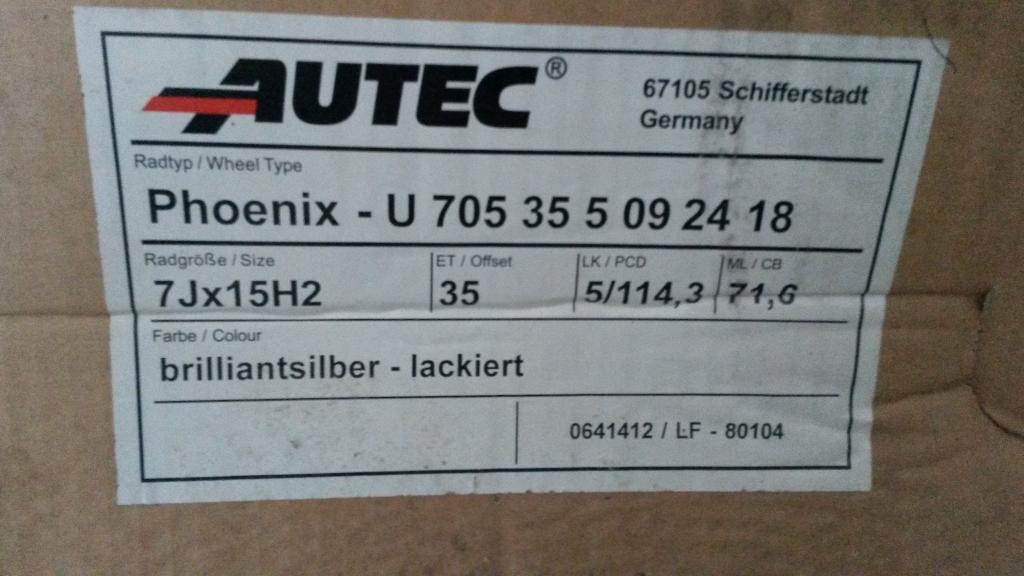 AUTEC®
67105 Schifferstadt
Germany
Radtyp / Wheel Type
Phoenix - U 705 35 5 09 24 18
Radgröße / Size
7Jx15H2
ET / Offset
35
LK / PCD
5/114,3
ML / CB
71,6
Farbe / Colour
brilliantsilber - lackiert
0641412 / LF - 80104